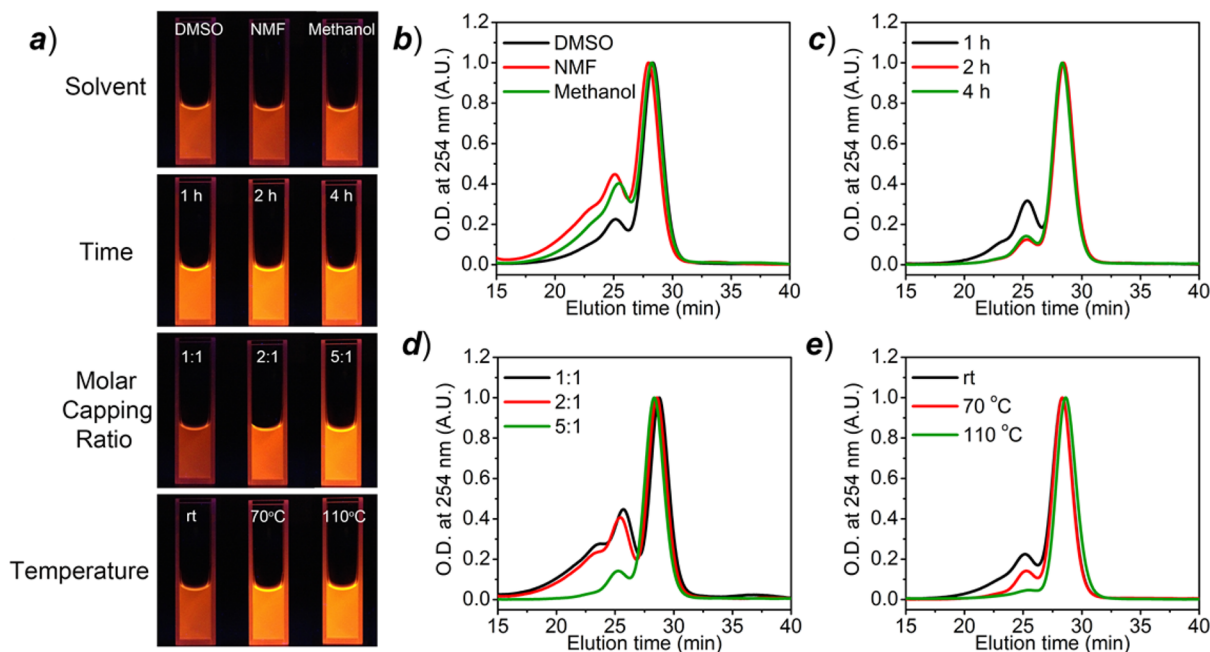 a)
DMSO NMF Methanol
Solvent
1 h 2 h 4 h
Time
1:1 2:1 5:1
Molar
Capping
Ratio
rt 70°C 110°C
Temperature
b)
DMSO
NMF
Methanol
O.D. at 254 nm (A.U.)
1.2
1.0
0.8
0.6
0.4
0.2
0.0
15 20 25 30 35 40
Elution time (min)
c)
1 h
2 h
4 h
O.D. at 254 nm (A.U.)
1.2
1.0
0.8
0.6
0.4
0.2
0.0
15 20 25 30 35 40
Elution time (min)
d)
1:1
2:1
5:1
O.D. at 254 nm (A.U.)
1.2
1.0
0.8
0.6
0.4
0.2
0.0
15 20 25 30 35 40
Elution time (min)
e)
rt
70 °C
110 °C
O.D. at 254 nm (A.U.)
1.2
1.0
0.8
0.6
0.4
0.2
0.0
15 20 25 30 35 40
Elution time (min)